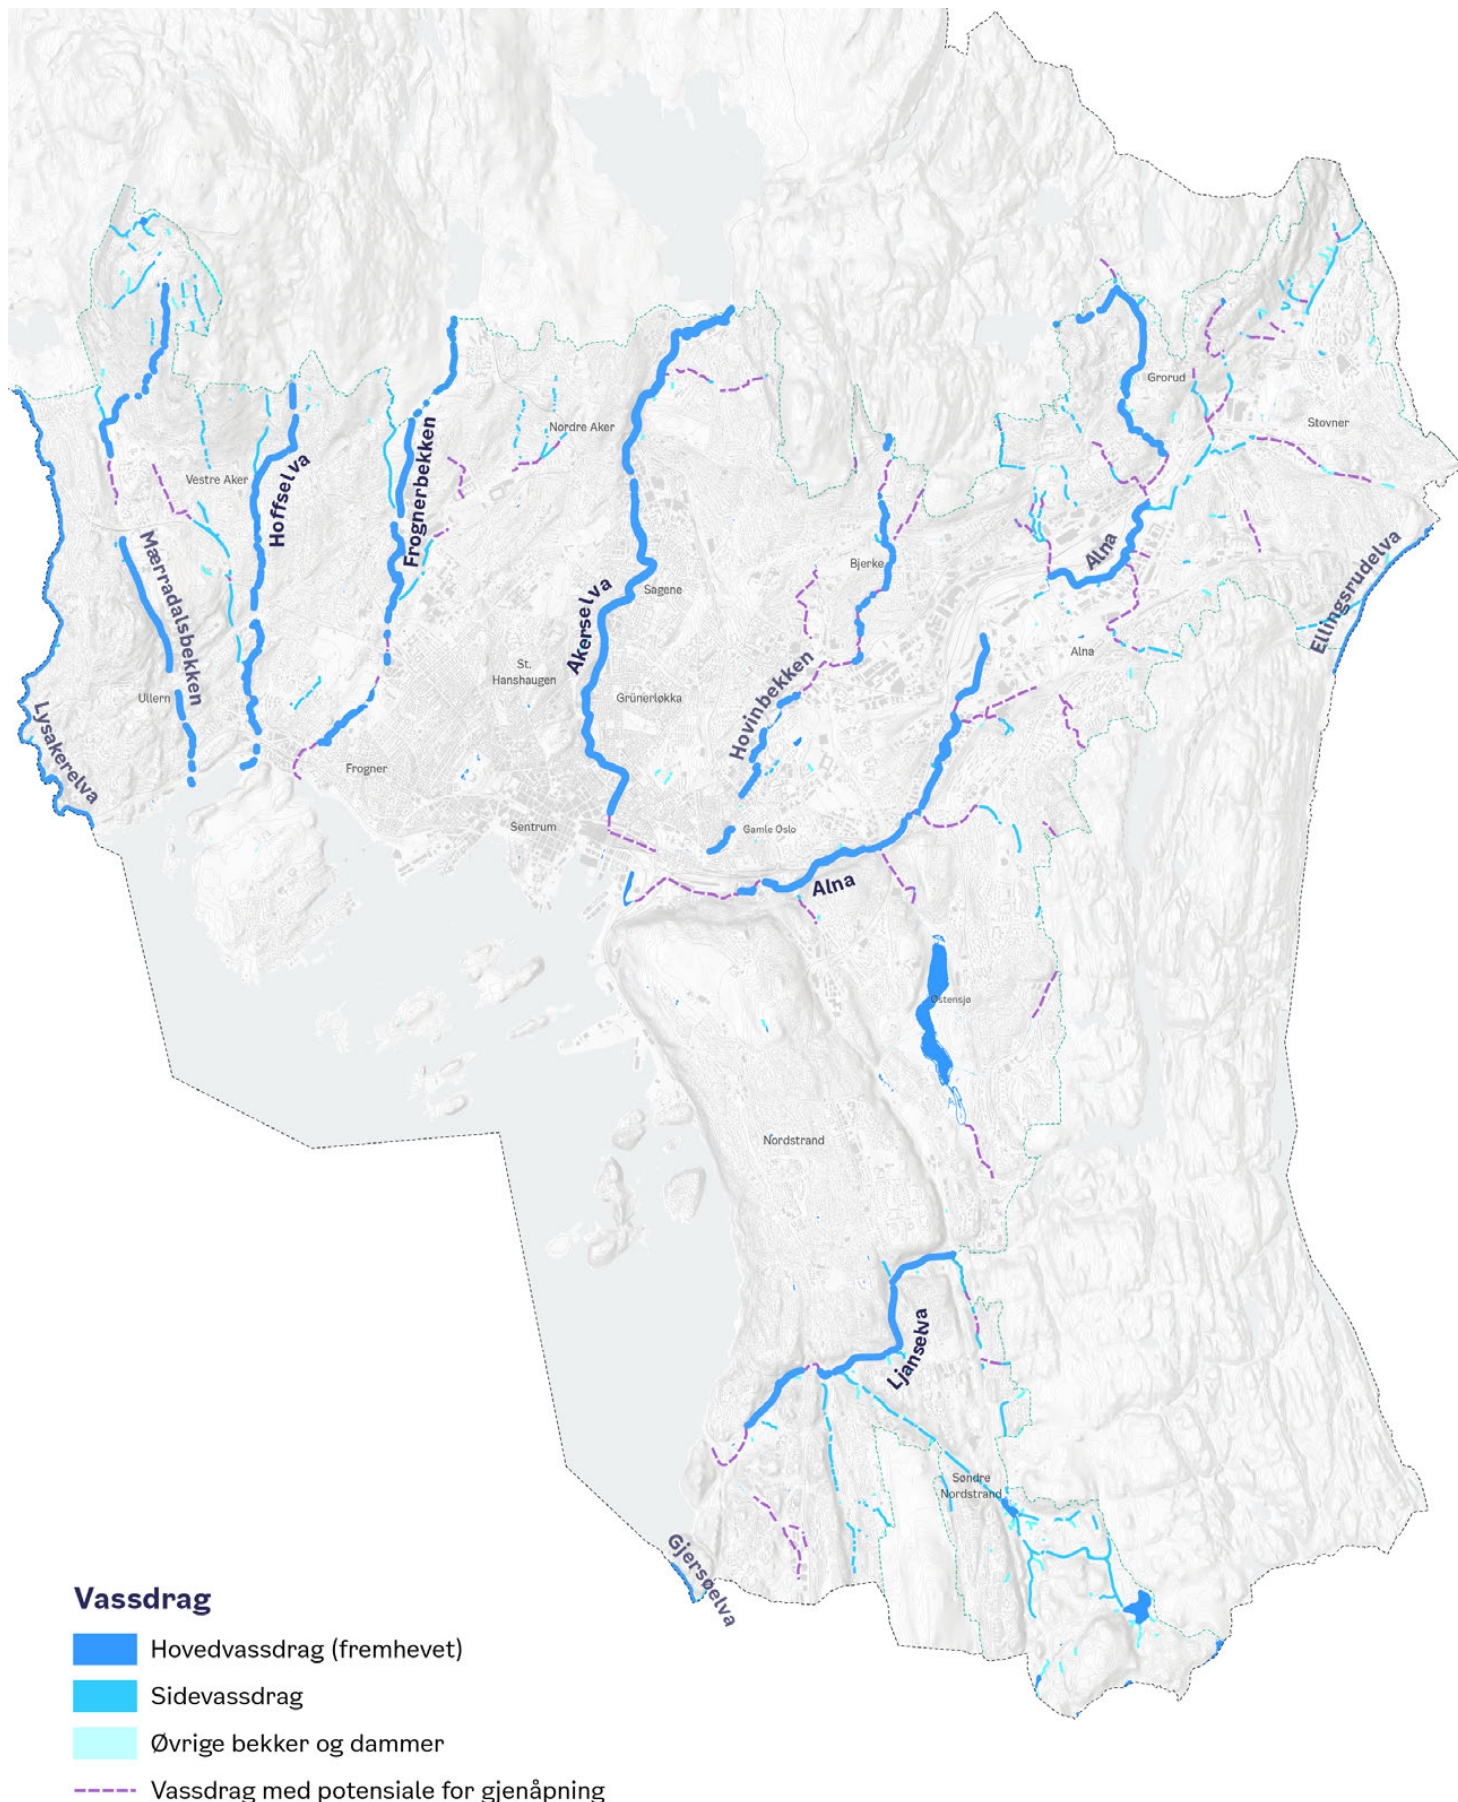 Grorud
Stovner
Nordre Aker
Vestre Aker
Hoffselva
Frognerbekken
Mærradalsbekken
Akerselva
Sagene
Bjerke
Alna
Ellingsrudelva
Alna
St.
Hanshaugen
Grünerløkka
Hovinbekken
Ullern
Lysakerelva
Frogner
Sentrum
Gamle Oslo
Alna
Østensjø
Nordstrand
Ljanselva
Søndre
Nordstrand
Gjersøelva
Vassdrag
Hovedvassdrag (fremhevet)
Sidevassdrag
Øvrige bekker og dammer
Vassdrag med potensiale for gjenåpning